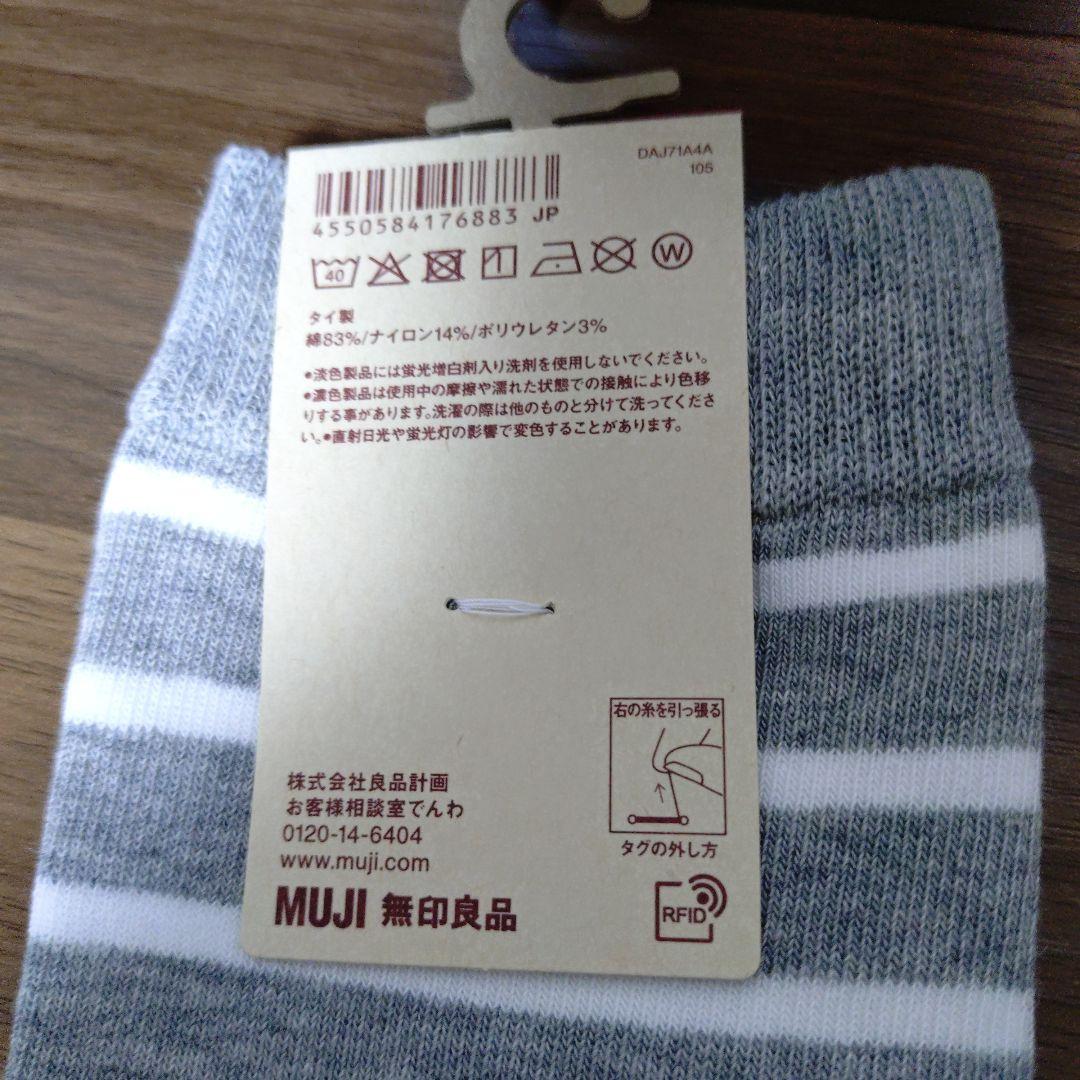 DAJ71A4A
105
4550584176883 JP
40 W
タイ製
綿83%/ナイロン14%/ポリウレタン3%
●淡色製品には蛍光増白剤入り洗剤を使用しないでください。
●濃色製品は使用中の摩擦や濡れた状態での接触により色移
りする事があります。洗濯の際は他のものと分けて洗ってくださ
い。●直射日光や蛍光灯の影響で変色することがあります。
右の糸を引っ張る
タグの外し方
株式会社良品計画
お客様相談室でんわ
0120-14-6404
www.muji.com
MUJI 無印良品
RFID